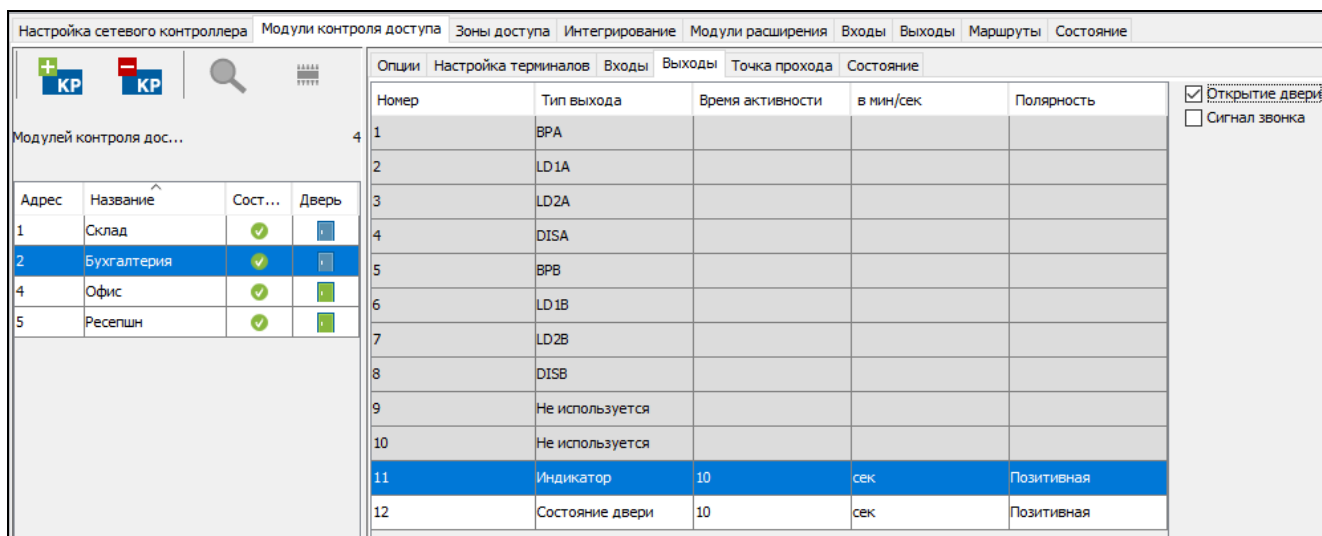 Настройка сетевого контроллера Модули контроля доступа Зоны доступа Интегрирование Модули расширения Входы Выходы Маршруты Состояние
КР КР
Модулей контроля дос... 4
Адрес Название Сост... Дверь
1 Склад
2 Бухгалтерия
4 Офис
5 Ресепшн
Опции Настройка терминалов Входы Выходы Точка прохода Состояние
Номер Тип выхода Время активности в мин/сек Полярность
1 BPA
2 LD1A
3 LD2A
4 DISA
5 BPB
6 LD1B
7 LD2B
8 DISB
9 Не используется
10 Не используется
11 Индикатор 10 сек Позитивная
12 Состояние двери 10 сек Позитивная
Открытие двери
Сигнал звонка